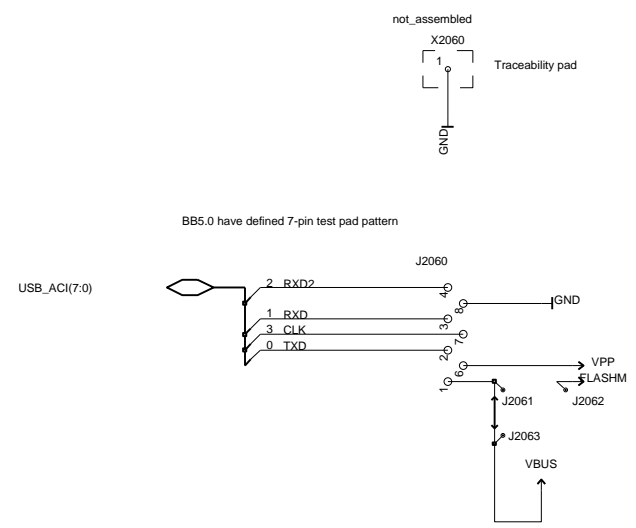 not_assembled
X2060
1
Traceability pad
GND
BB5.0 have defined 7-pin test pad pattern
J2060
USB_ACI(7:0)
2 RXD2
4
8
GND
1 RXD
3
3 CLK
7
0 TXD
2
6
VPP
1
FLASHM
J2061
J2062
J2063
VBUS